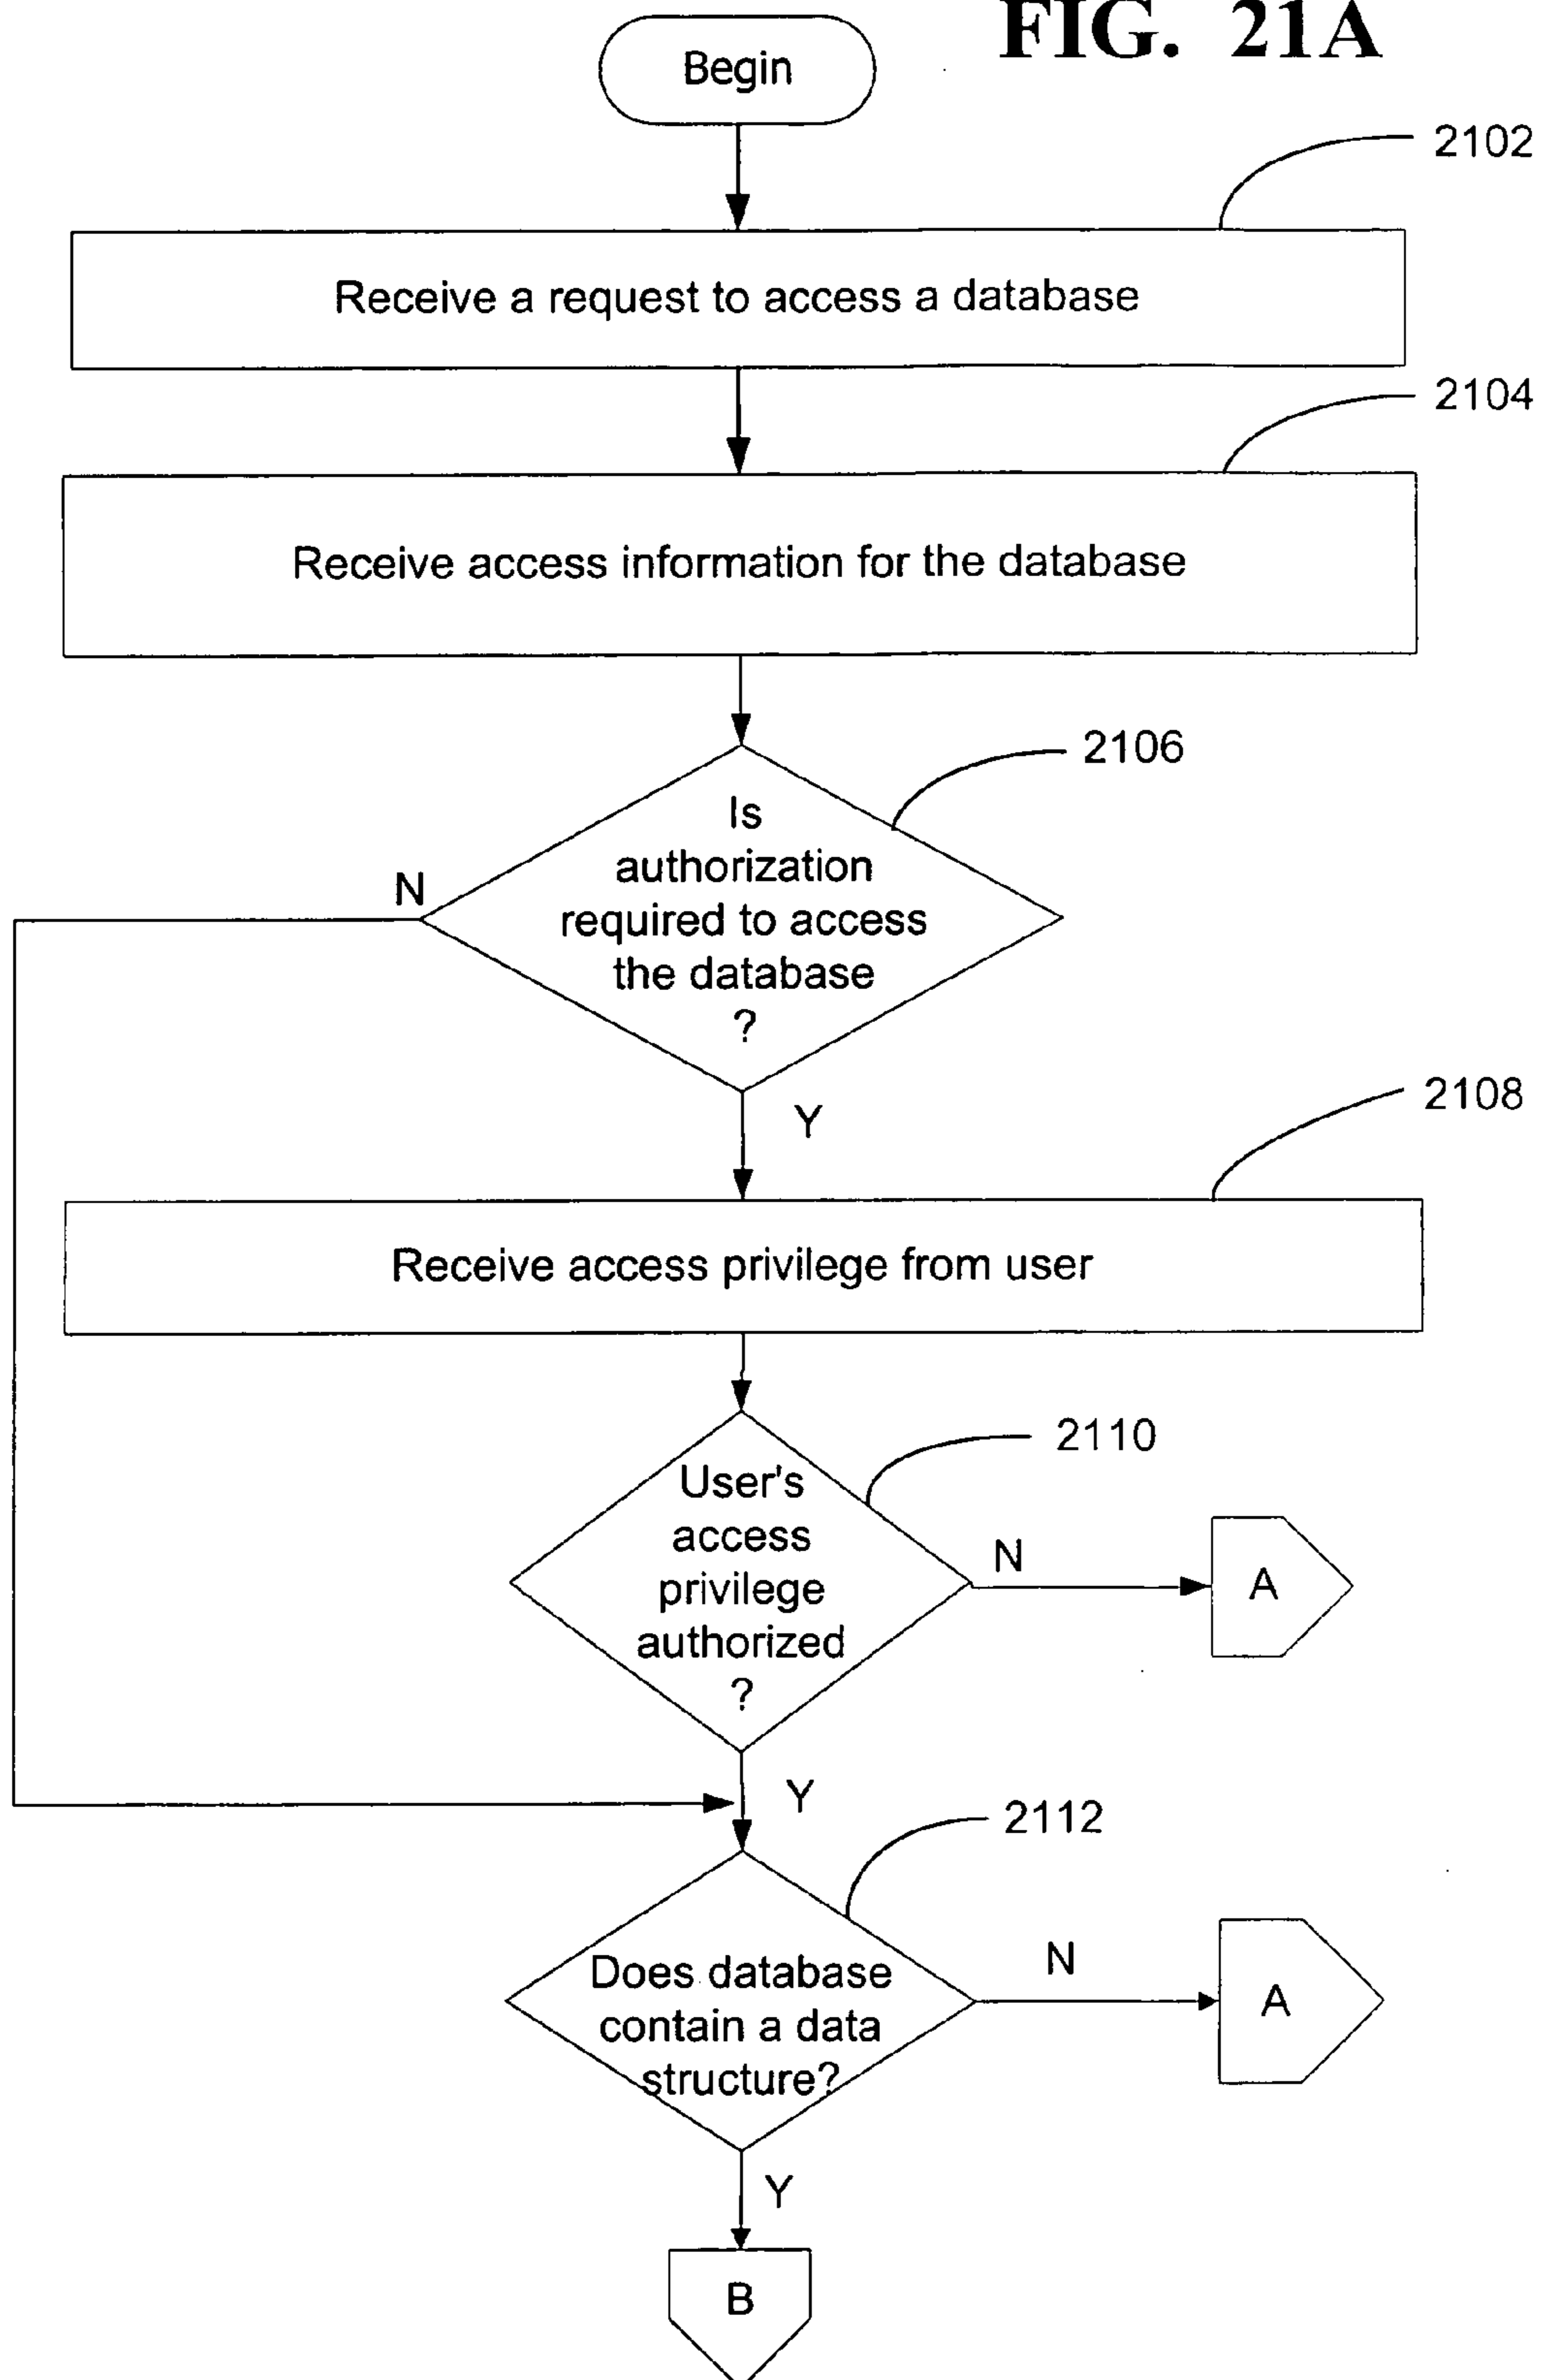 FIG. 21A
Begin
2102
Receive a request to access a database
2104
Receive access information for the database
2106
Is
authorization
required to access
the database
?
N
Y
2108
Receive access privilege from user
2110
User's
access
privilege
authorized
?
N
A
Y
2112
Does database
contain a data
structure?
N
A
Y
B